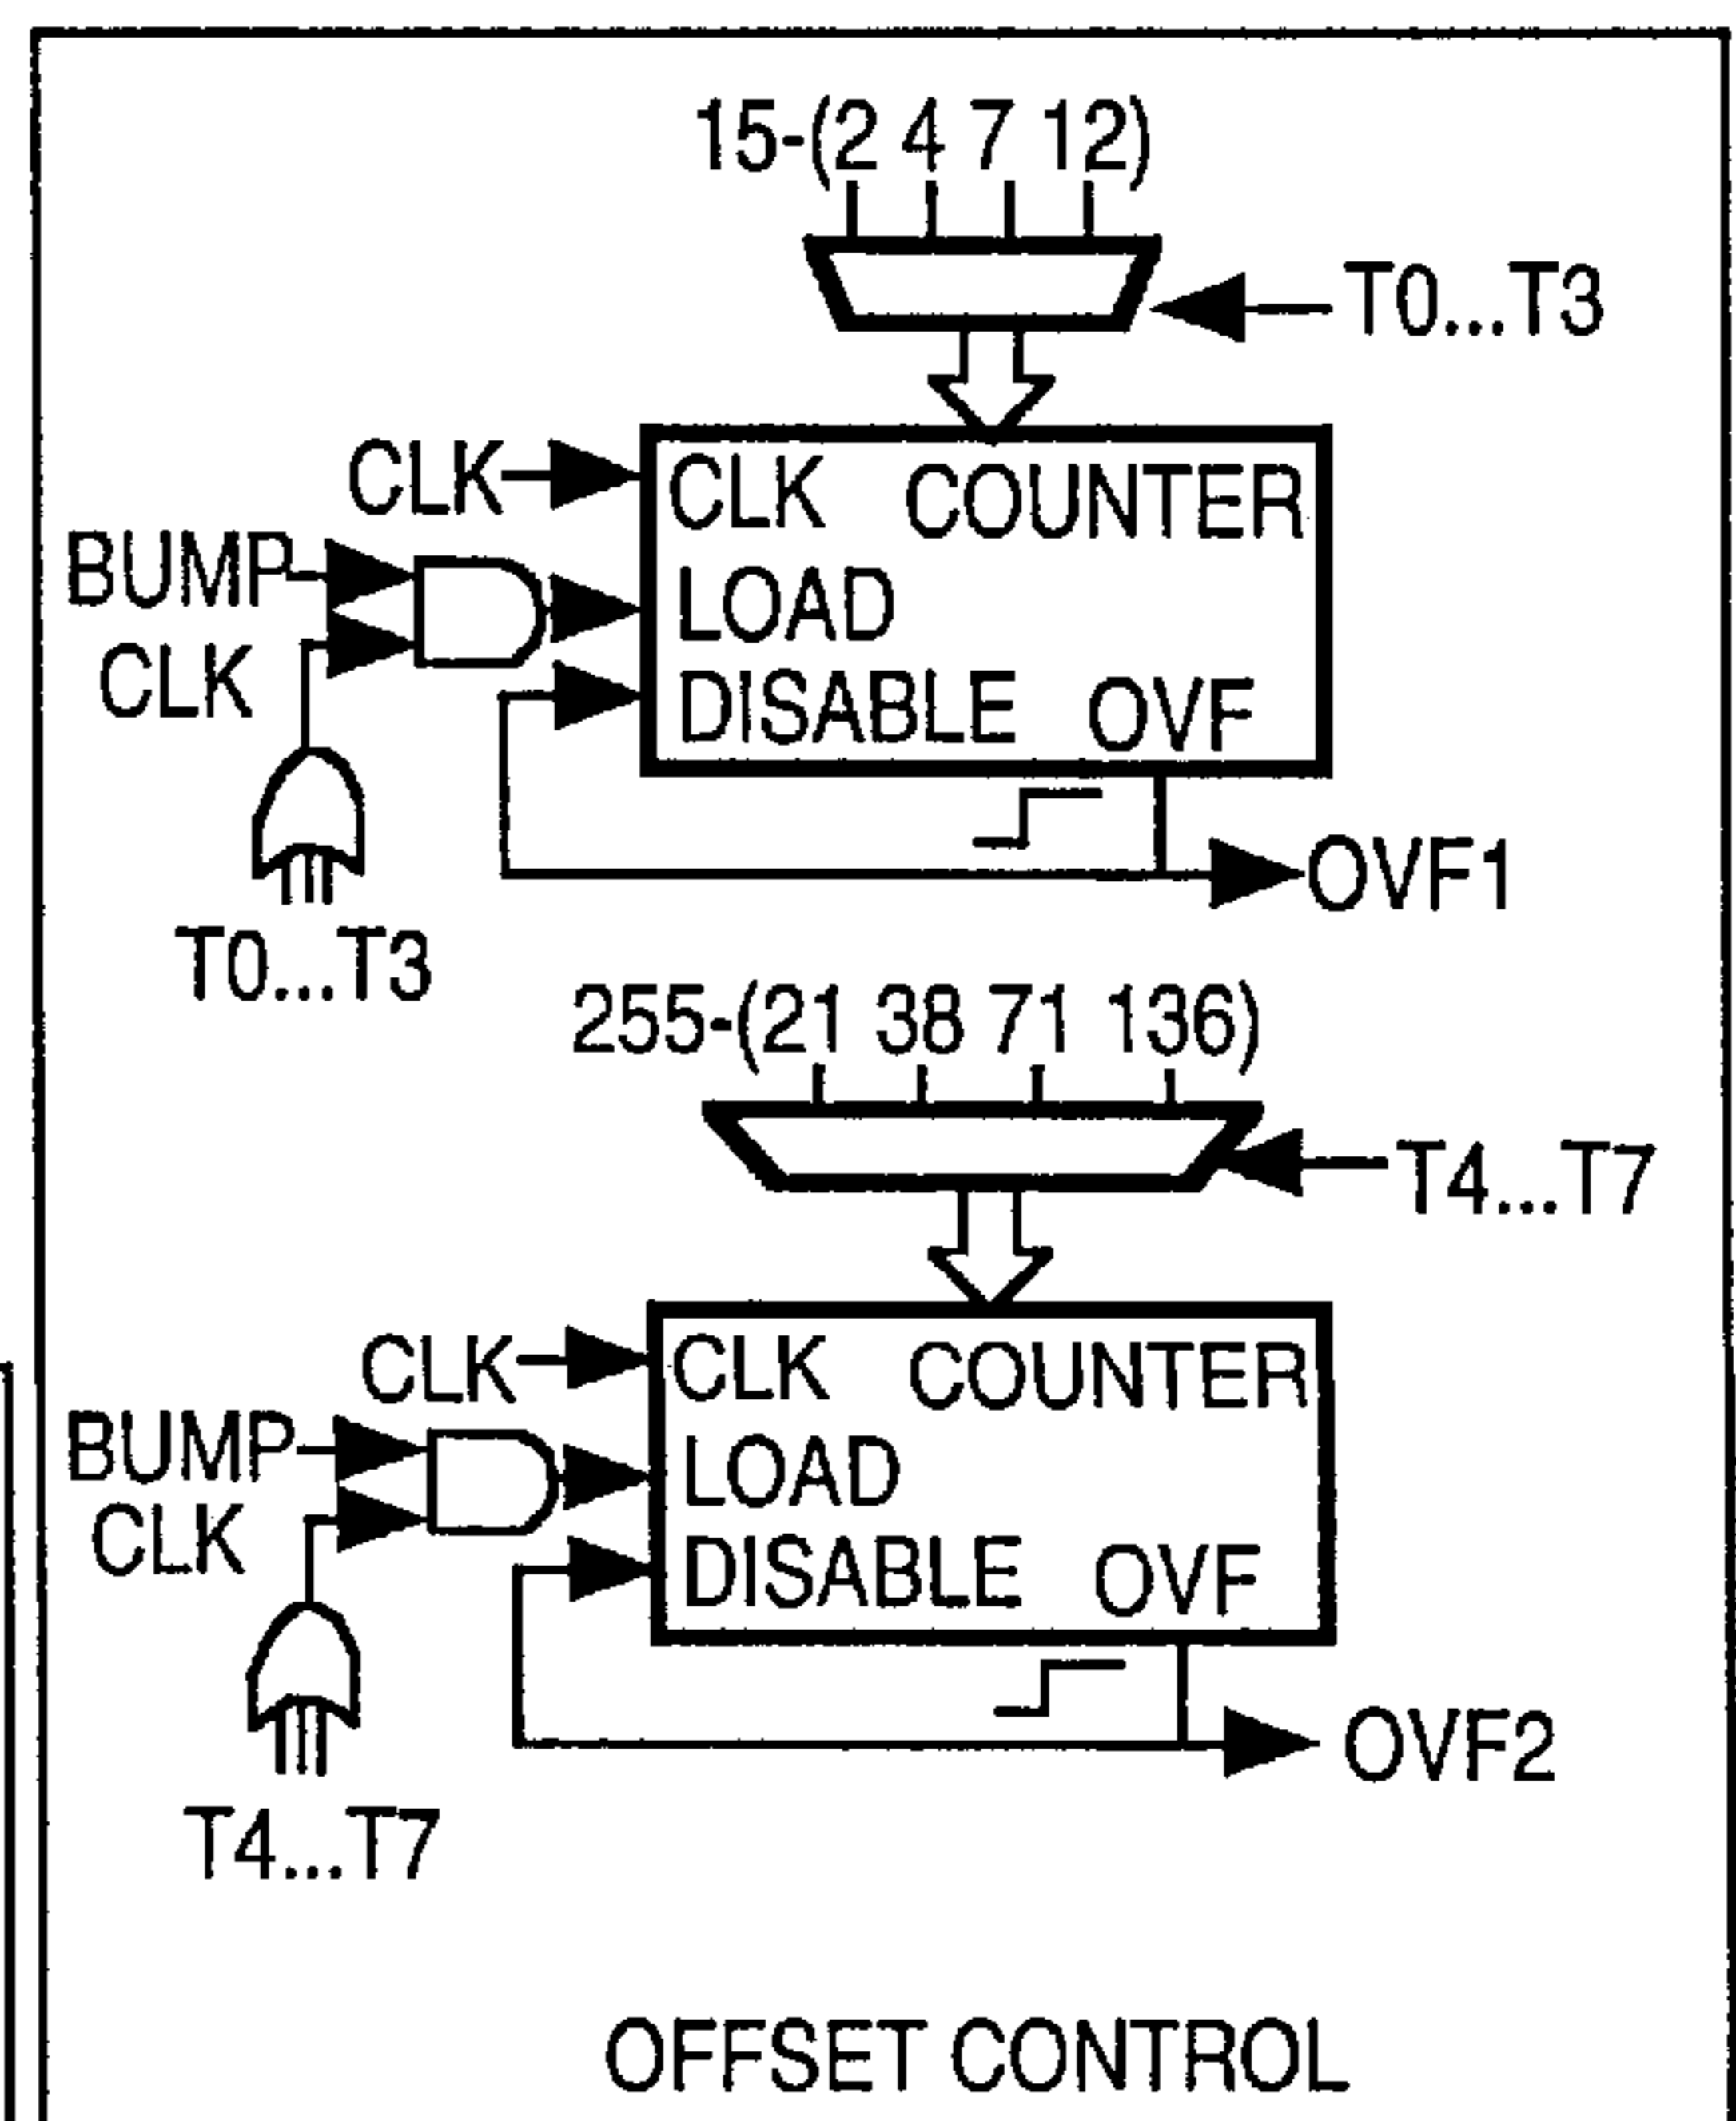 15-(2 4 7 12)
T0...T3
CLK
CLK COUNTER
BUMP
CLK
LOAD
DISABLE OVF
OVF1
T0...T3
255-(21 38 71 136)
T4...T7
CLK
CLK COUNTER
BUMP
CLK
LOAD
DISABLE OVF
OVF2
T4...T7
OFFSET CONTROL